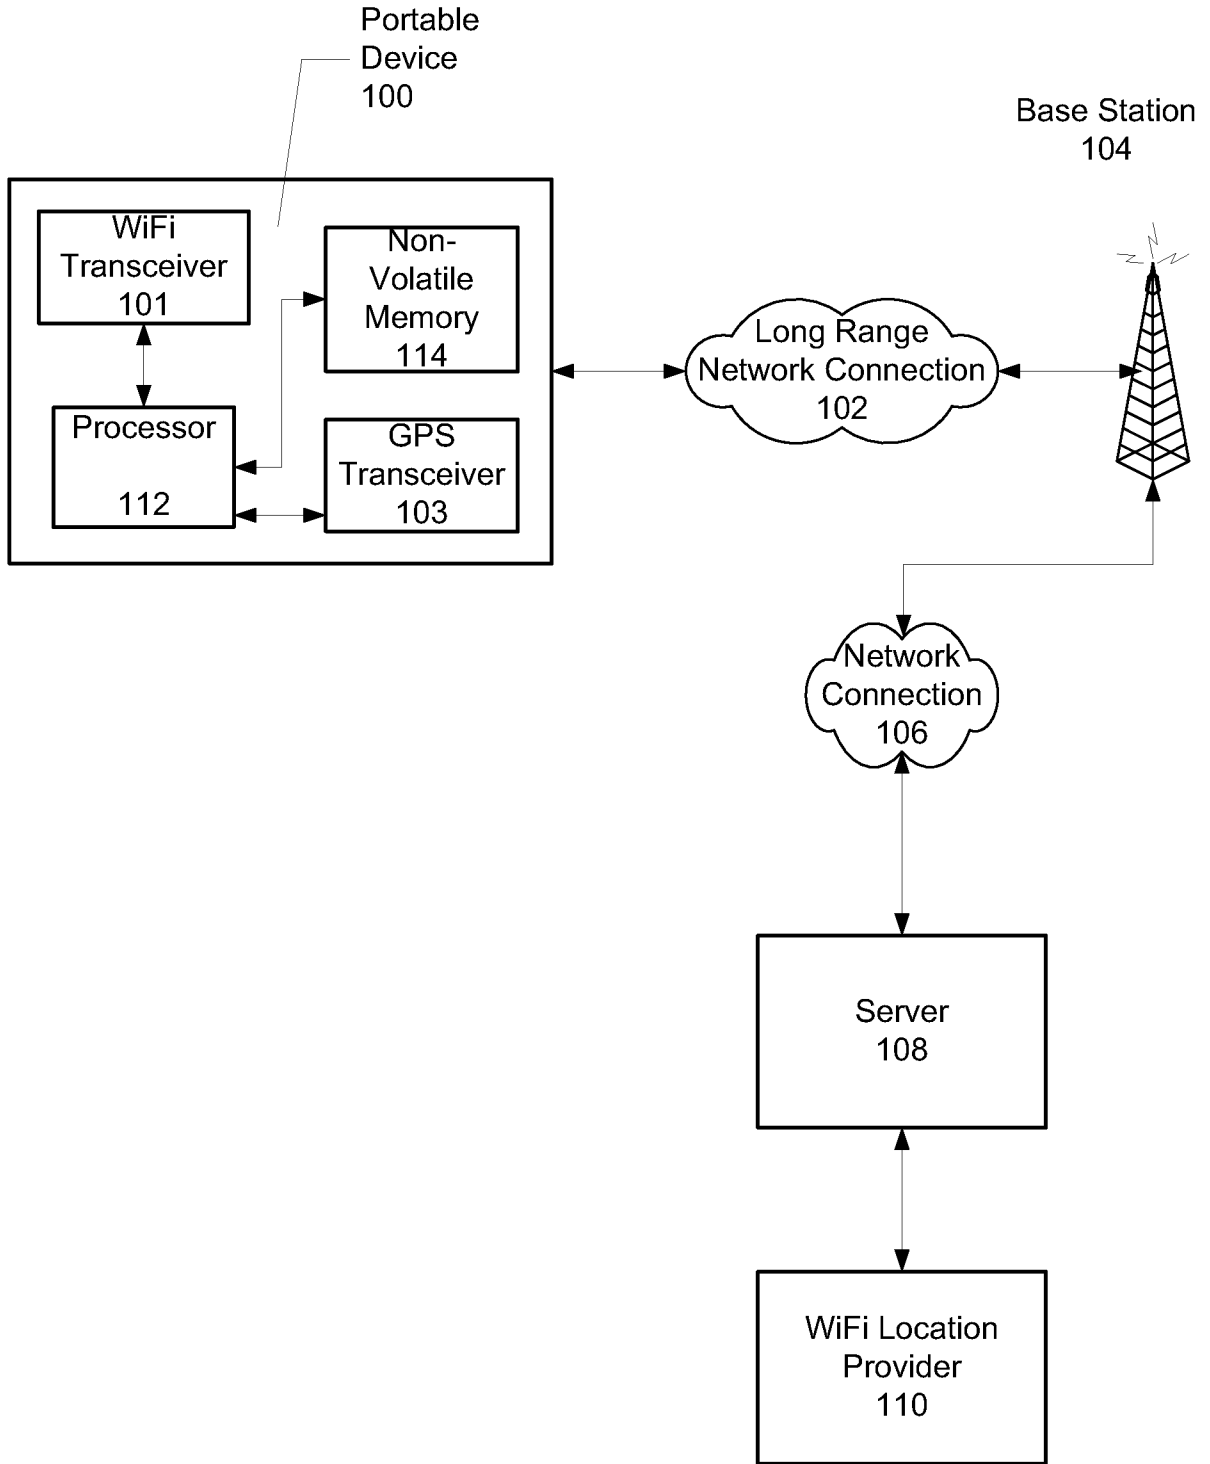 Portable
Device
100
Base Station
104
WiFi
Transceiver
101
Non-
Volatile
Memory
114
Processor
112
GPS
Transceiver
103
Long Range
Network Connection
102
Network
Connection
106
Server
108
WiFi Location
Provider
110